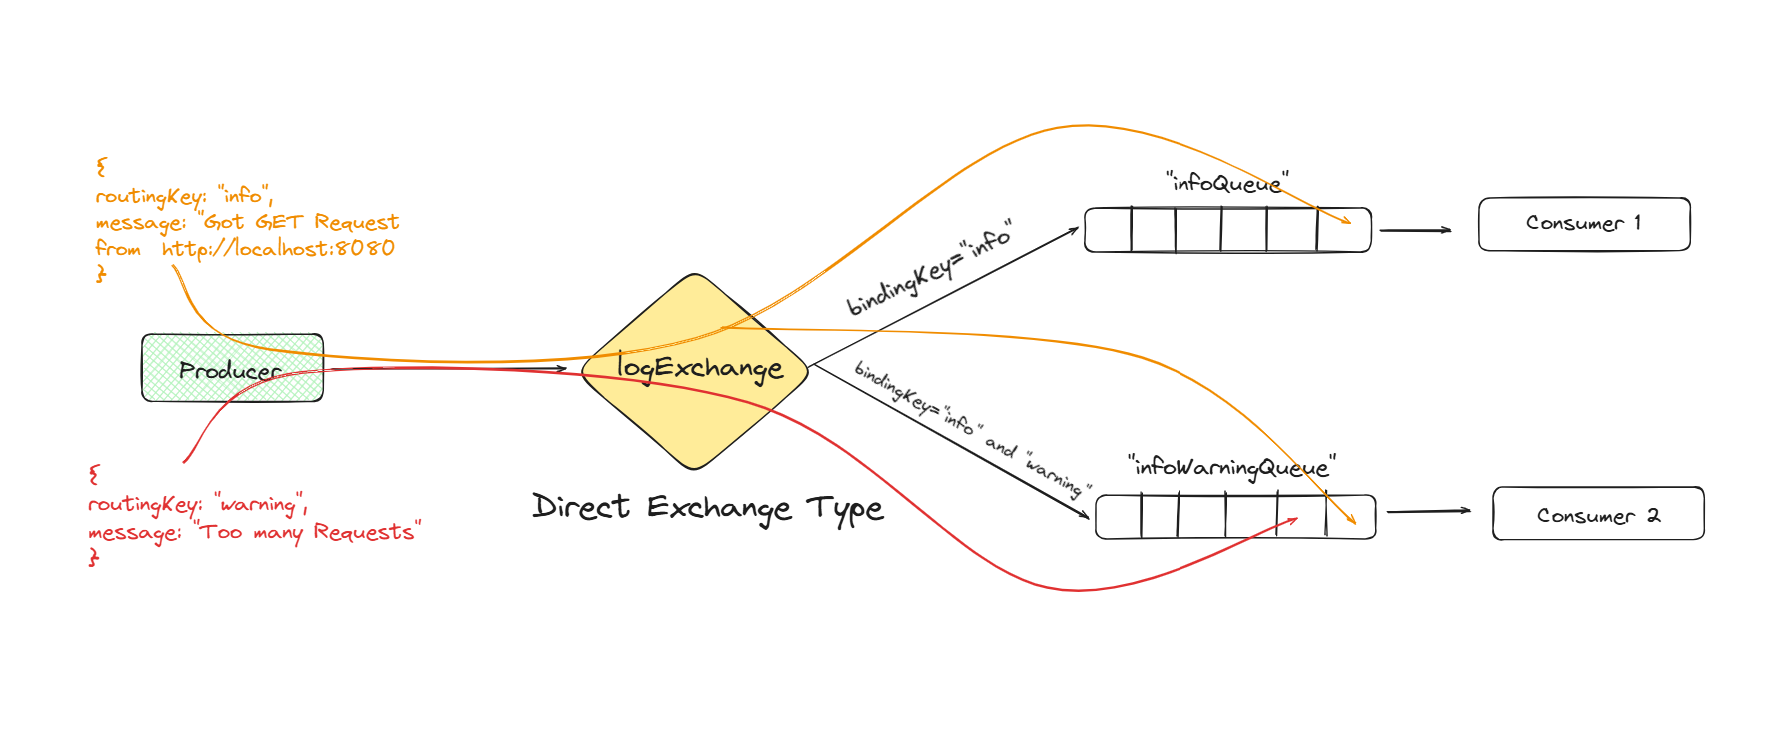 {
routingKey: "info",
message: "Got GET Request
from http://localhost:8080
}
Producer
{
routingKey: "warning",
message: "Too many Requests"
}
logExchange
Direct Exchange Type
bindingKey="info"
bindingKey="info" and "warning"
"infoQueue"
Consumer 1
"infoWarningQueue"
Consumer 2